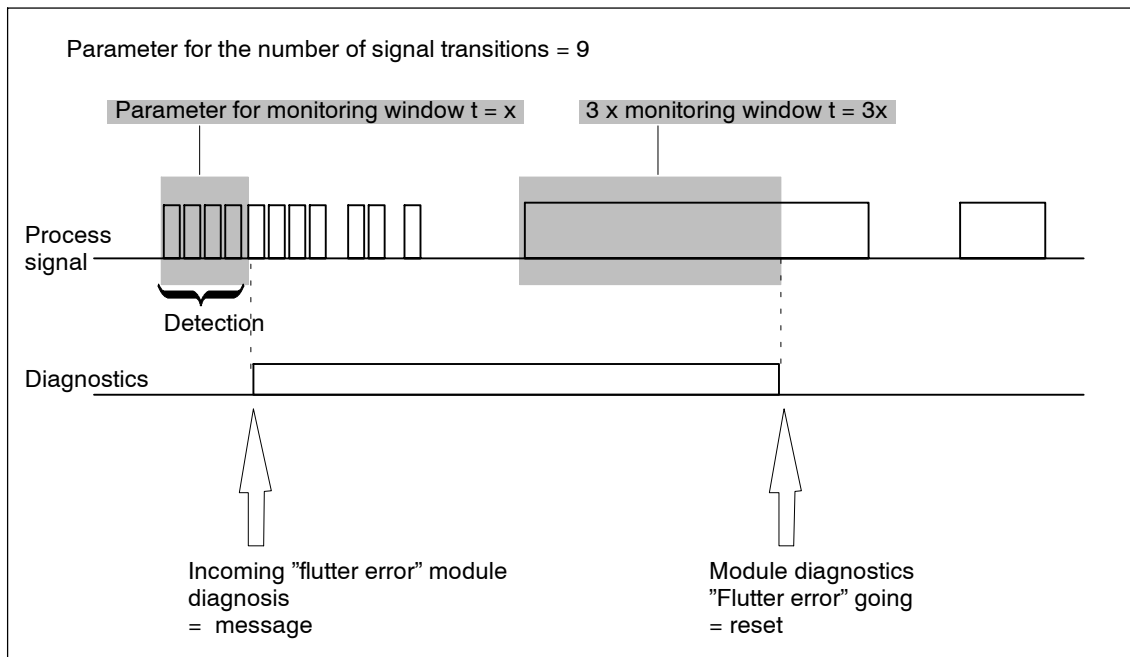 Parameter for the number of signal transitions = 9
Parameter for monitoring window t = x
3 x monitoring window t = 3x
Process
signal
Detection
Diagnostics
Incoming ”flutter error” module
diagnosis
= message
Module diagnostics
”Flutter error” going
= reset